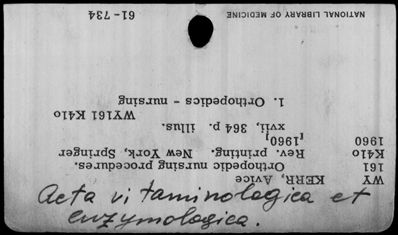 Acta vitaminologica et
enzymologica.
WY KERR, Avice
161 Orthopedic nursing procedures.
K41o Rev. printing. New York, Springer
1960 [1960]
xvii, 364 p. illus.
WY161 K41o
1. Orthopedics - nursing
NATIONAL LIBRARY OF MEDICINE 61-734